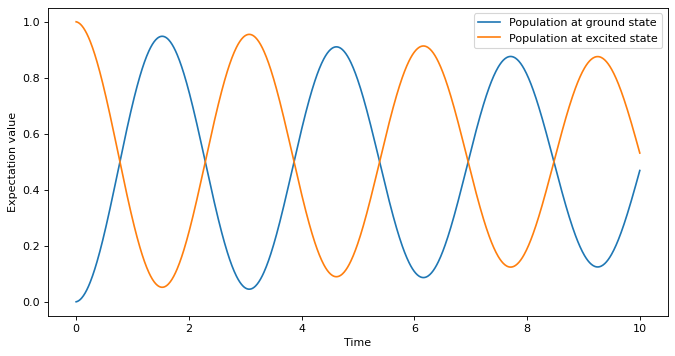 Population at ground state
Population at excited state
1.0
0.8
0.6
0.4
0.2
0.0
Expectation value
0 2 4 6 8 10
Time